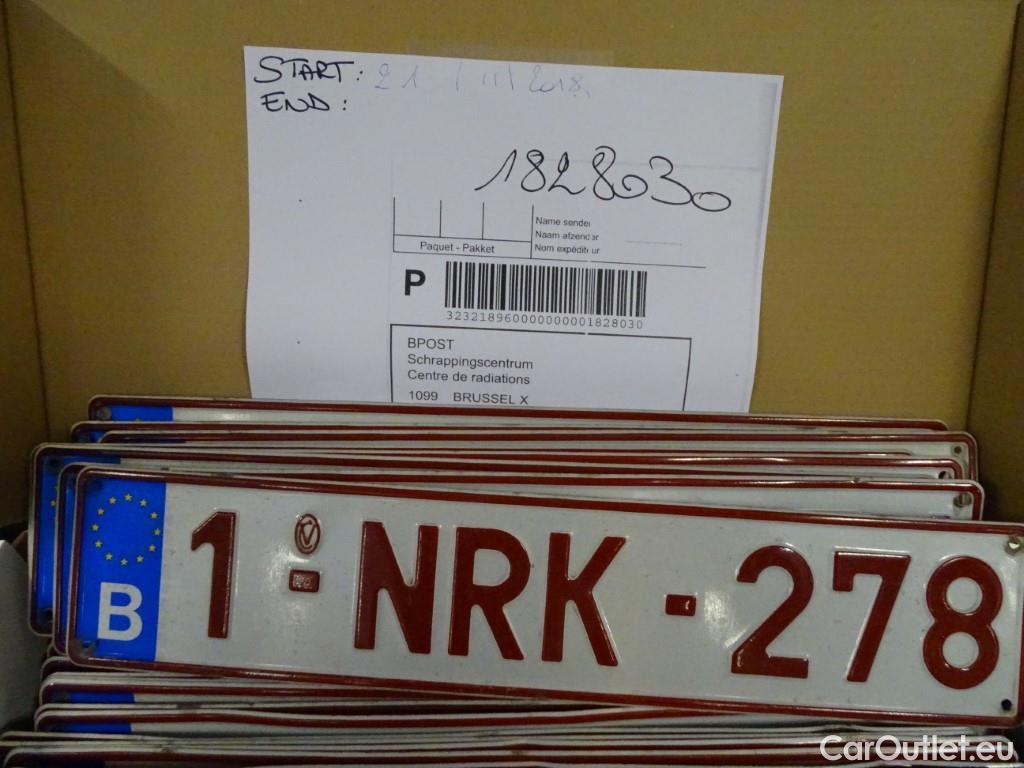 START: 21 / 11 / 2018
END:
1828030
Name sender
Naam afzender
Nom expéditeur
Paquet - Pakket
P
32321896000000000001828030
BPOST
Schrappingscentrum
Centre de radiations
1099 BRUSSEL X
B 1-NRK-278
CarOutlet.eu